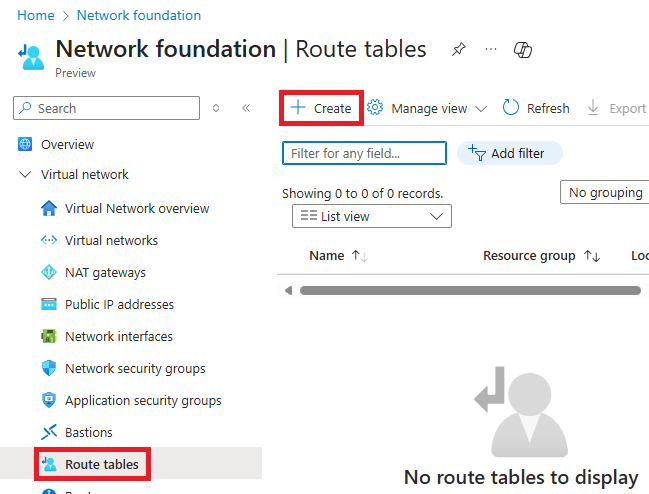 Home > Network foundation
Network foundation | Route tables
Preview
Search
Create
Manage view
Refresh
Export
Overview
Filter for any field...
Add filter
Virtual network
Showing 0 to 0 of 0 records.
No grouping
Virtual Network overview
List view
Virtual networks
Name
Resource group
Loc
NAT gateways
Public IP addresses
Network interfaces
Network security groups
Application security groups
Bastions
Route tables
No route tables to display